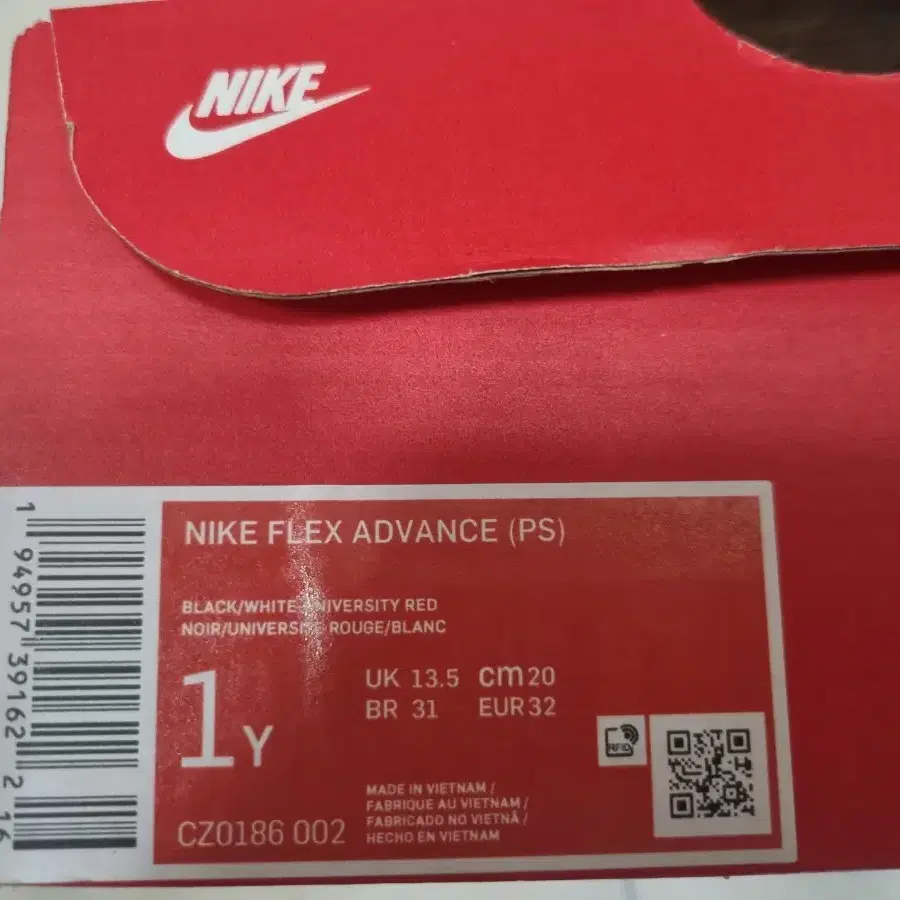 NIKE
NIKE FLEX ADVANCE (PS)
BLACK/WHITE UNIVERSITY RED
NOIR/UNIVERSITE ROUGE/BLANC
1Y
UK 13.5 cm 20
BR 31 EUR 32
RFID
MADE IN VIETNAM /
FABRIQUE AU VIETNAM /
FABRICADO NO VIETNÃ /
HECHO EN VIETNAM
CZ0186 002
1 94957 39162 2 16